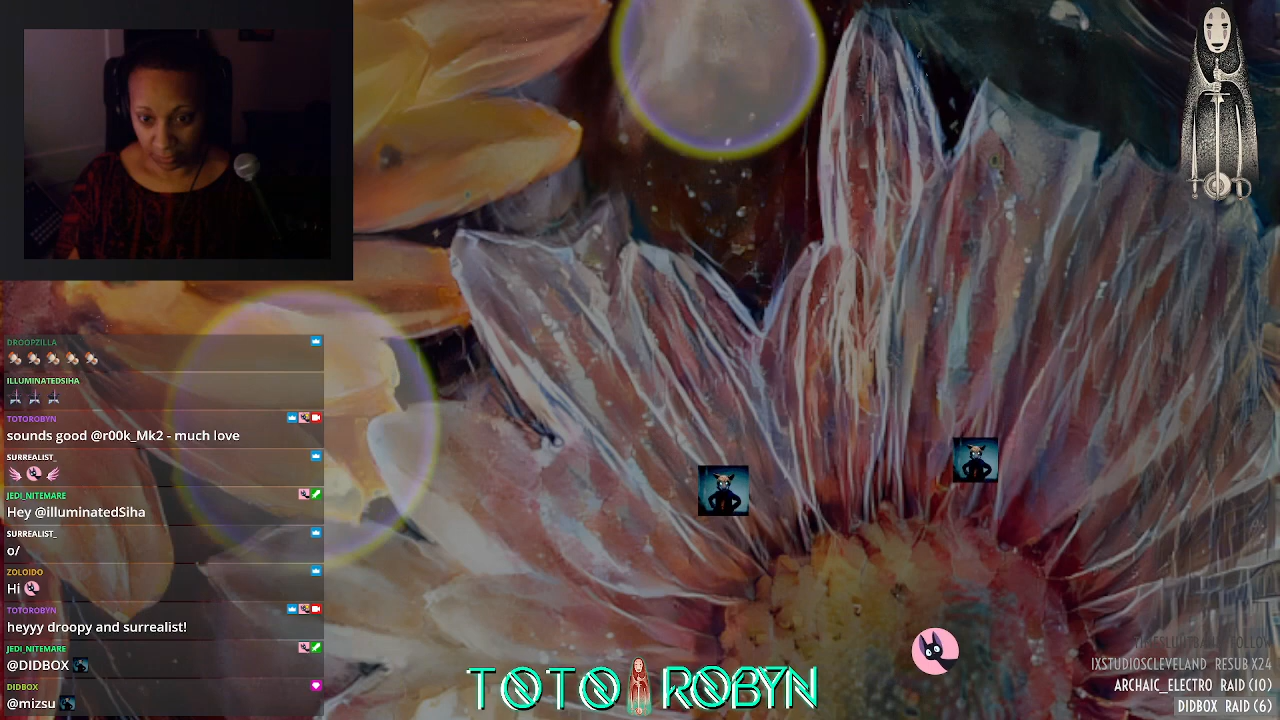 DROOPZILLA
ILLUMINATEDSIHA
TOTOROBYN
sounds good @r00k_Mk2 - much love
SURREALIST_
JEDI_NITEMARE
Hey @illuminatedSiha
SURREALIST_
o/
ZOLOIDO
Hi
TOTOROBYN
heyyy droopy and surrealist!
JEDI_NITEMARE
@DIDBOX
DIDBOX
@mizsu
TOTO ROBYN
FOLLOW
IXSTUDIOSCLEVELAND RESUB X24
ARCHAIC_ELECTRO RAID (10)
DIDBOX RAID (6)